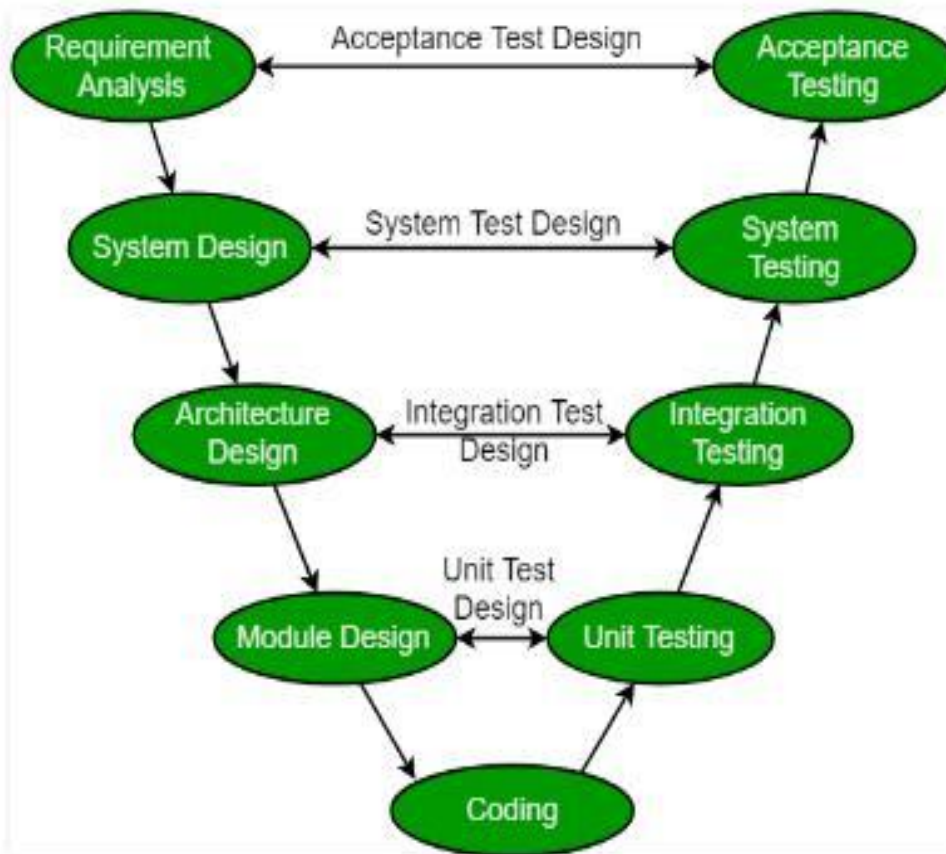 Requirement
Analysis
Acceptance Test Design
Acceptance
Testing
System Design
System Test Design
System
Testing
Architecture
Design
Integration Test
Design
Integration
Testing
Module Design
Unit Test
Design
Unit Testing
Coding